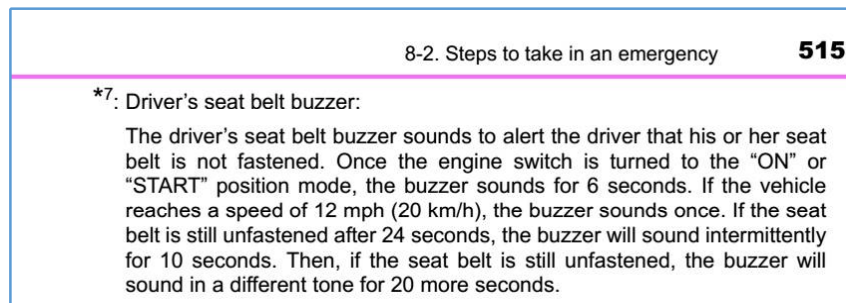 8-2. Steps to take in an emergency 515
*7: Driver's seat belt buzzer:
The driver's seat belt buzzer sounds to alert the driver that his or her seat
belt is not fastened. Once the engine switch is turned to the “ON” or
“START” position mode, the buzzer sounds for 6 seconds. If the vehicle
reaches a speed of 12 mph (20 km/h), the buzzer sounds once. If the seat
belt is still unfastened after 24 seconds, the buzzer will sound intermittently
for 10 seconds. Then, if the seat belt is still unfastened, the buzzer will
sound in a different tone for 20 more seconds.